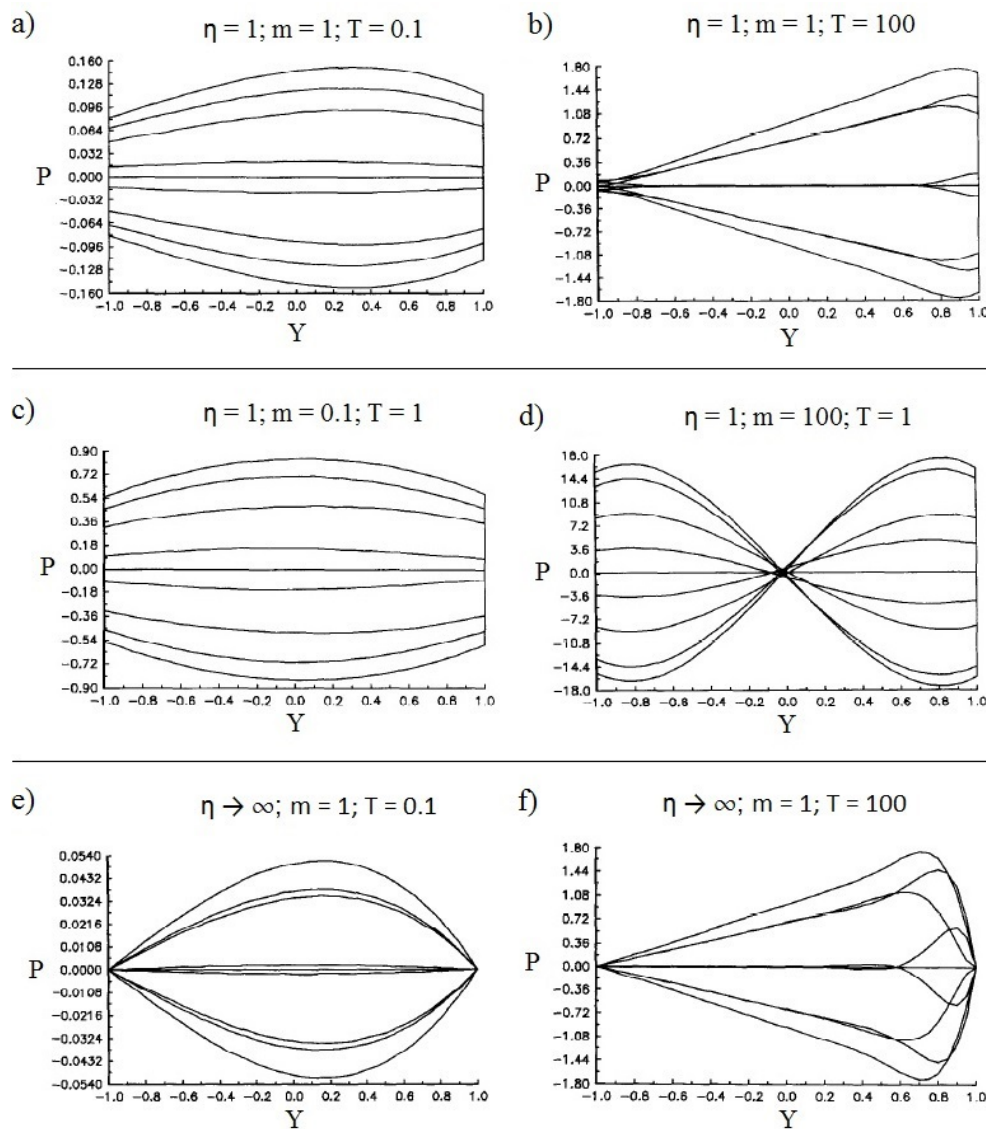 a)
η = 1; m = 1; T = 0.1
0.160
0.128
0.096
0.064
0.032
0.000
−0.032
−0.064
−0.096
−0.128
−0.160
P
−1.0 −0.8 −0.6 −0.4 −0.2 0.0 0.2 0.4 0.6 0.8 1.0
Y
b)
η = 1; m = 1; T = 100
1.80
1.44
1.08
0.72
0.36
0.00
−0.36
−0.72
−1.08
−1.44
−1.80
P
−1.0 −0.8 −0.6 −0.4 −0.2 0.0 0.2 0.4 0.6 0.8 1.0
Y
c)
η = 1; m = 0.1; T = 1
0.90
0.72
0.54
0.36
0.18
0.00
−0.18
−0.36
−0.54
−0.72
−0.90
P
−1.0 −0.8 −0.6 −0.4 −0.2 0.0 0.2 0.4 0.6 0.8 1.0
Y
d)
η = 1; m = 100; T = 1
18.0
14.4
10.8
7.2
3.6
0.0
−3.6
−7.2
−10.8
−14.4
−18.0
P
−1.0 −0.8 −0.6 −0.4 −0.2 0.0 0.2 0.4 0.6 0.8 1.0
Y
e)
η → ∞; m = 1; T = 0.1
0.0540
0.0432
0.0324
0.0216
0.0108
0.0000
−0.0108
−0.0216
−0.0324
−0.0432
−0.0540
P
−1.0 −0.8 −0.6 −0.4 −0.2 0.0 0.2 0.4 0.6 0.8 1.0
Y
f)
η → ∞; m = 1; T = 100
1.80
1.44
1.08
0.72
0.36
0.00
−0.36
−0.72
−1.08
−1.44
−1.80
P
−1.0 −0.8 −0.6 −0.4 −0.2 0.0 0.2 0.4 0.6 0.8 1.0
Y